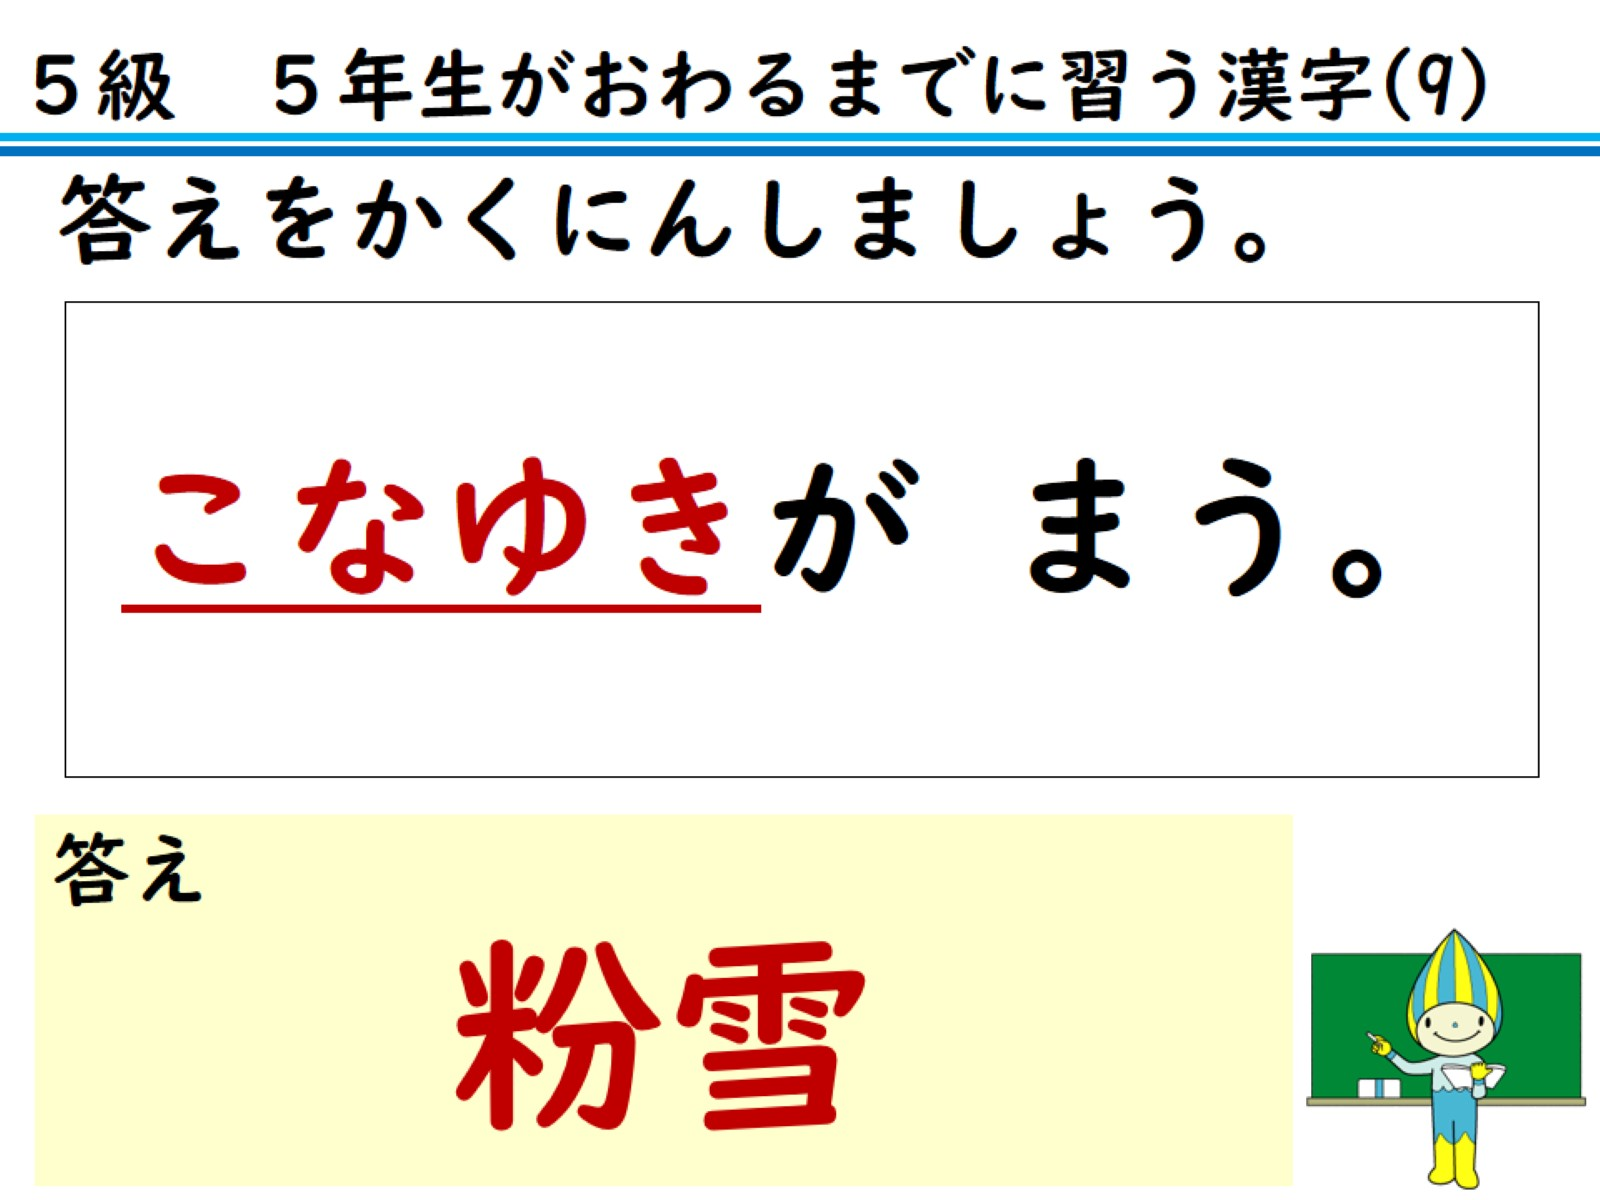 ５級　５年生がおわるまでに習う漢字(９)
答えをかくにんしましょう。
こなゆきが　まう。
答え
粉雪